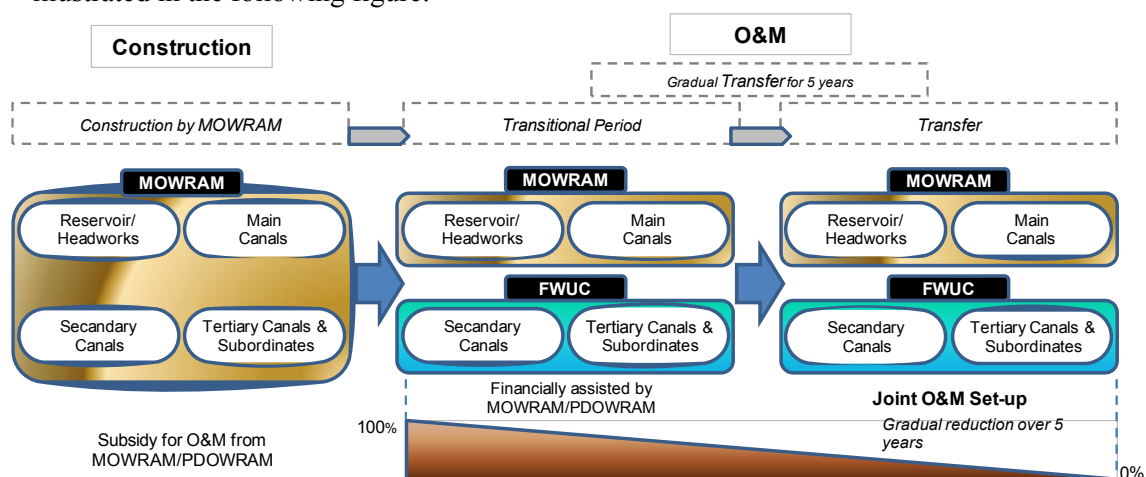 illustrated in the following figure.
Construction
O&M
Gradual Transfer for 5 years
Construction by MOWRAM
Transitional Period
Transfer
MOWRAM
Reservoir/
Headworks
Main
Canals
Secandary
Canals
Tertiary Canals &
Subordinates
MOWRAM
Reservoir/
Headworks
Main
Canals
FWUC
Secandary
Canals
Tertiary Canals &
Subordinates
MOWRAM
Reservoir/
Headworks
Main
Canals
FWUC
Secandary
Canals
Tertiary Canals &
Subordinates
Subsidy for O&M from
MOWRAM/PDOWRAM
100%
Financially assisted by
MOWRAM/PDOWRAM
Joint O&M Set-up
Gradual reduction over 5
years
0%